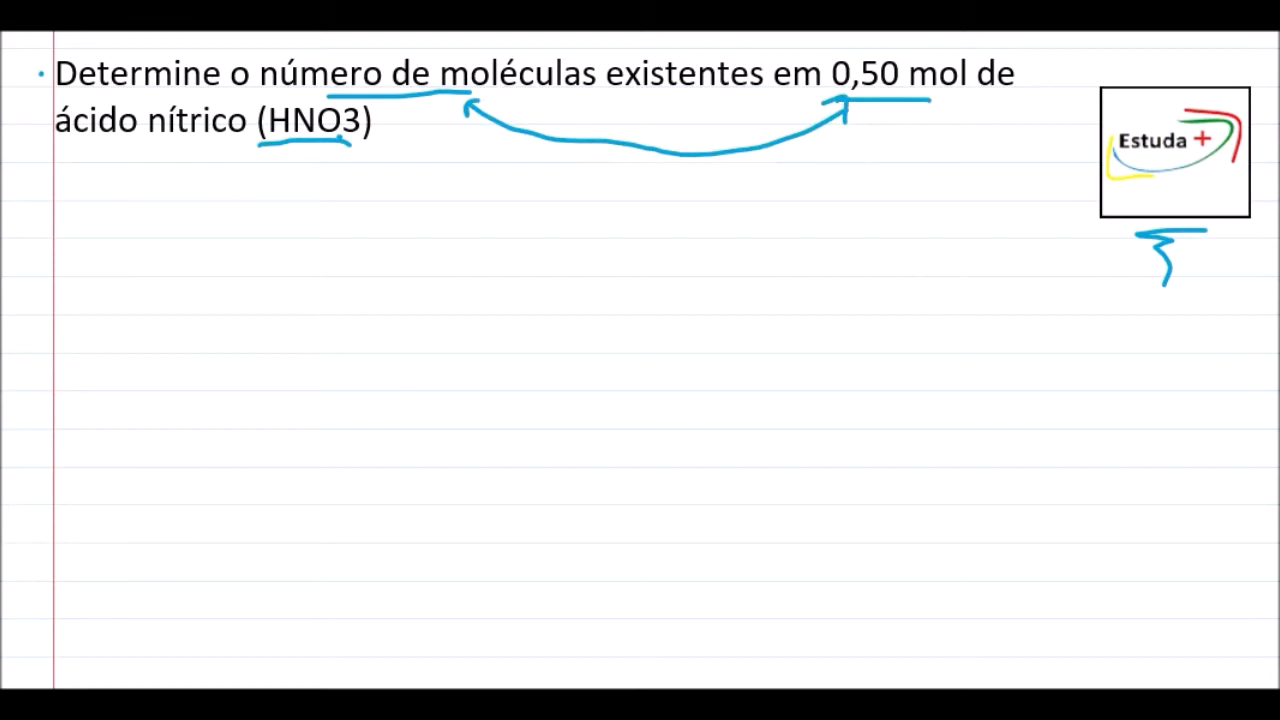 Determine o número de moléculas existentes em 0,50 mol de
ácido nítrico (HNO3)
Estuda +